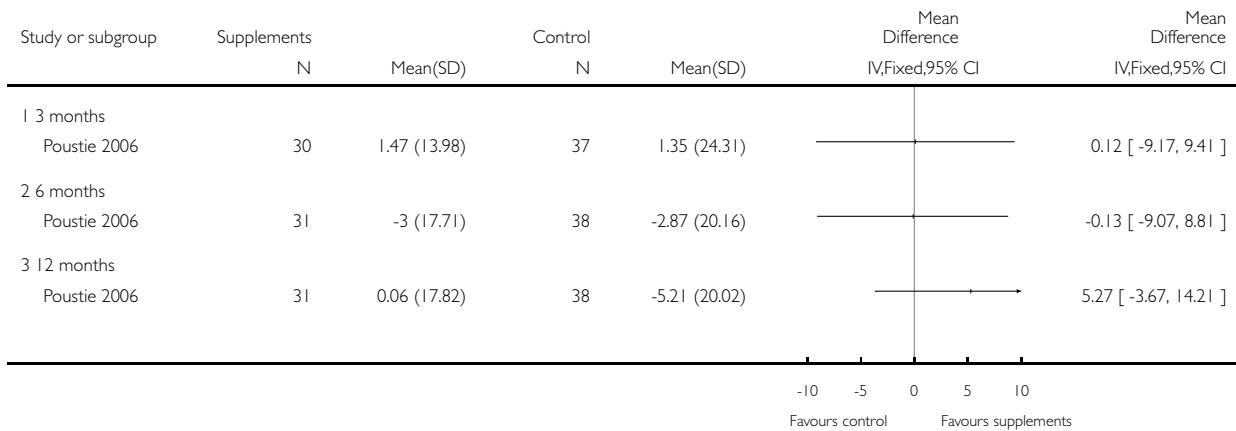 Mean Mean
Study or subgroup Supplements Control Difference Difference
N Mean(SD) N Mean(SD) IV,Fixed,95% CI IV,Fixed,95% CI
1 3 months
Poustie 2006 30 1.47 (13.98) 37 1.35 (24.31) 0.12 [ -9.17, 9.41 ]
2 6 months
Poustie 2006 31 -3 (17.71) 38 -2.87 (20.16) -0.13 [ -9.07, 8.81 ]
3 12 months
Poustie 2006 31 0.06 (17.82) 38 -5.21 (20.02) 5.27 [ -3.67, 14.21 ]
-10 -5 0 5 10
Favours control Favours supplements